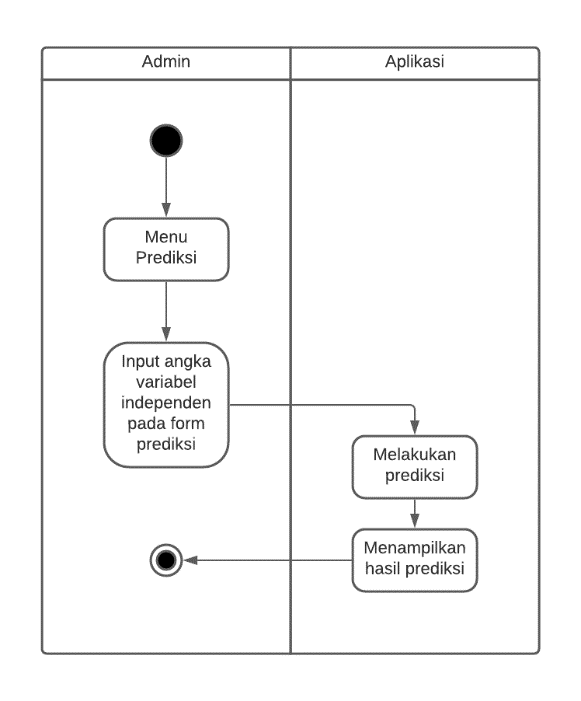 Admin
Aplikasi
Menu
Prediksi
Input angka
variabel
independen
pada form
prediksi
Melakukan
prediksi
Menampilkan
hasil prediksi